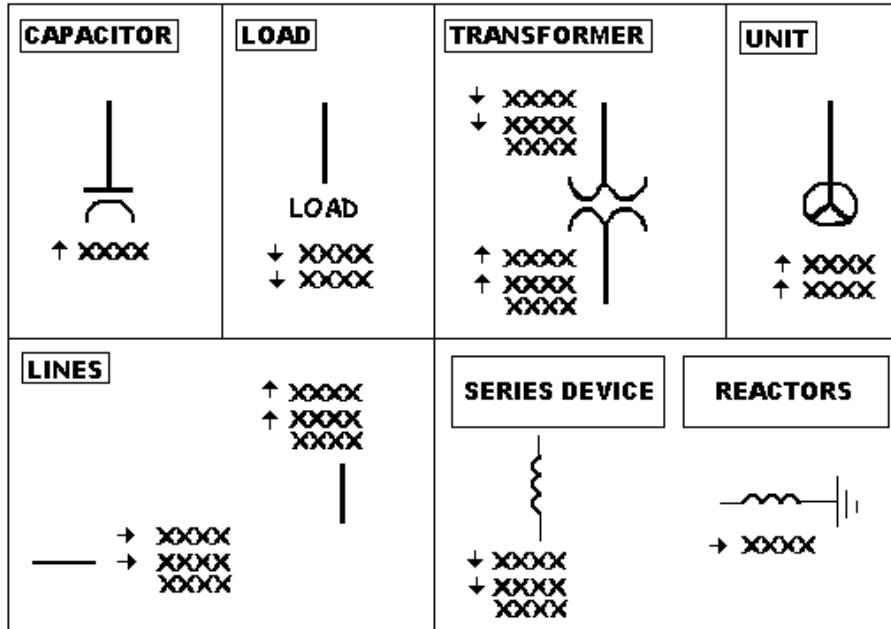 CAPACITOR
↑ XXXX
LOAD
LOAD
↓ XXXX
↓ XXXX
TRANSFORMER
↓ XXXX
↓ XXXX
XXXX
↑ XXXX
↑ XXXX
XXXX
UNIT
↑ XXXX
↑ XXXX
LINES
↑ XXXX
↑ XXXX
XXXX
→ XXXX
→ XXXX
XXXX
SERIES DEVICE
↓ XXXX
↓ XXXX
XXXX
REACTORS
→ XXXX